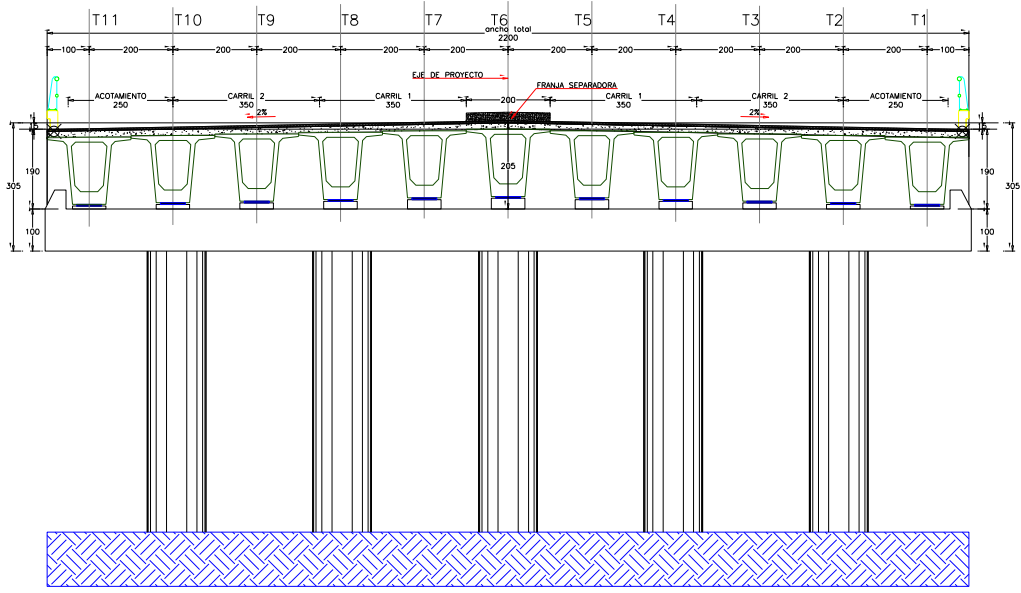 T11 T10 T9 T8 T7 T6 T5 T4 T3 T2 T1
ancho total
2200
100 200 200 200 200 200 200 200 200 200 200 100
EJE DE PROYECTO
FRANJA SEPARADORA
ACOTAMIENTO CARRIL 2 CARRIL 1 200 CARRIL 1 CARRIL 2 ACOTAMIENTO
250 350 350 350 350 250
2% 2%
205
190 190
305 305
100 100